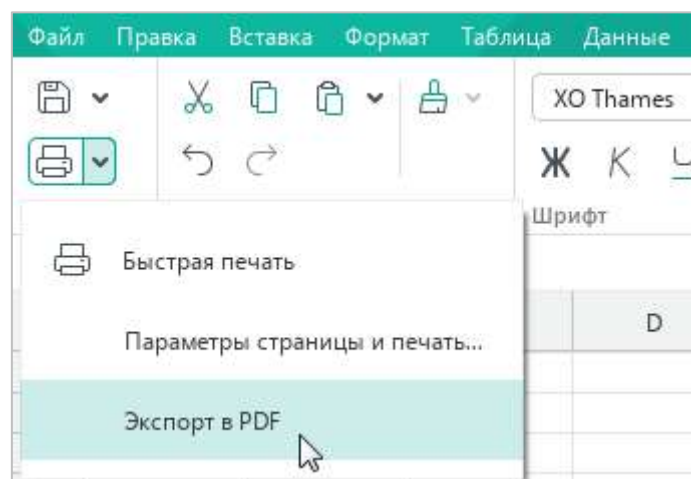 Файл Правка Вставка Формат Таблица Данные
XO Thames
Ж К
Шрифт
Быстрая печать
D
Параметры страницы и печать...
Экспорт в PDF